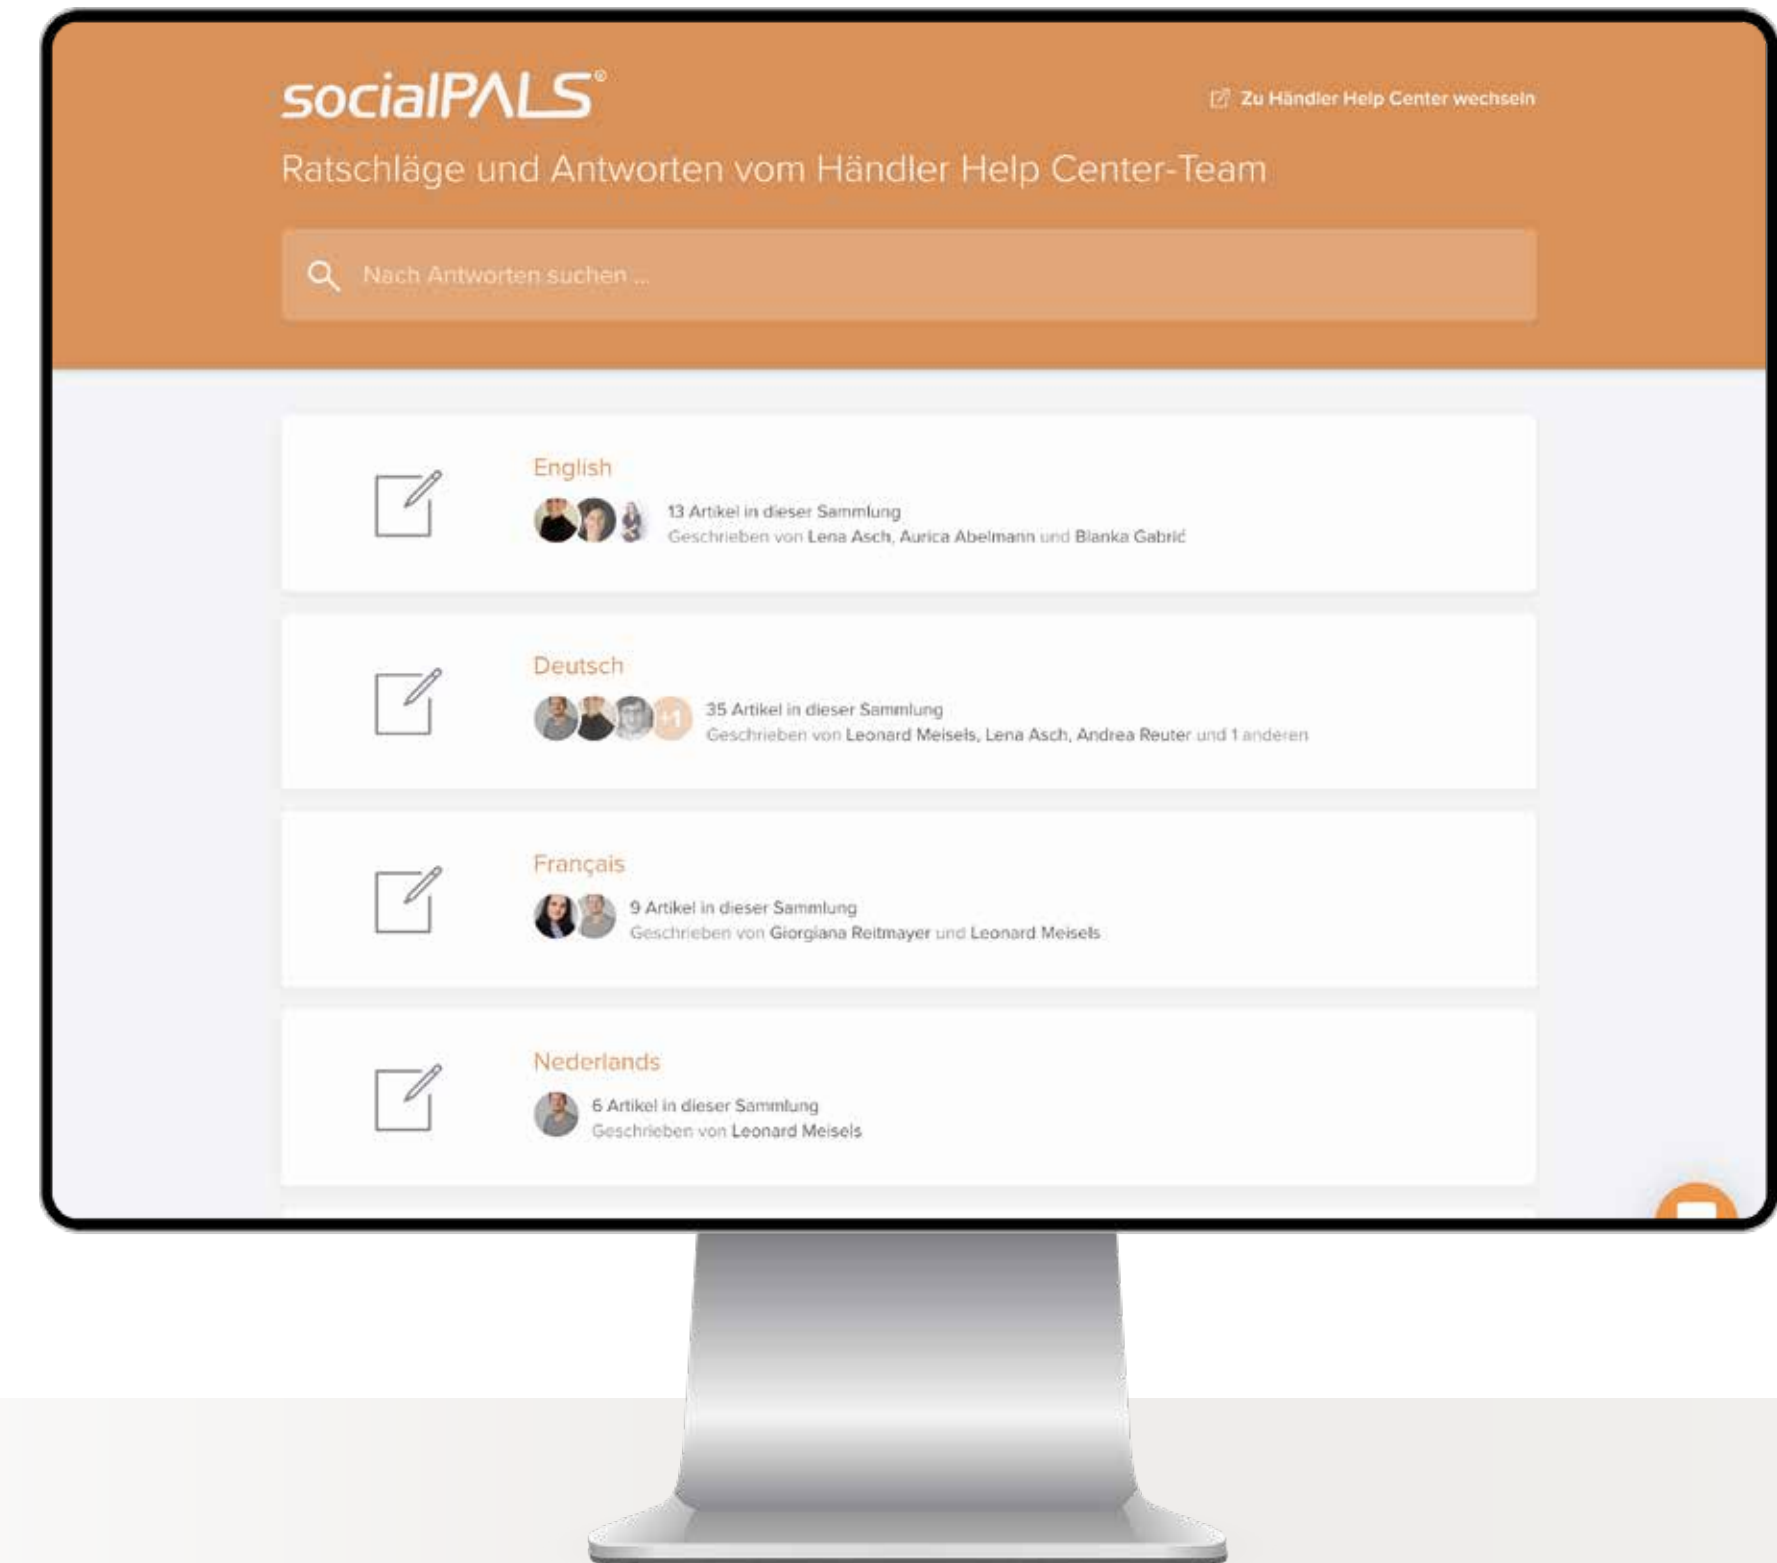 socialPALS®
Zu Händler Help Center wechseln
Ratschläge und Antworten vom Händler Help Center-Team
Nach Antworten suchen ...
English
13 Artikel in dieser Sammlung
Geschrieben von Lena Asch, Aurica Abelmann und Blanka Gabrić
Deutsch
+1
35 Artikel in dieser Sammlung
Geschrieben von Leonard Meisels, Lena Asch, Andrea Reuter und 1 anderen
Français
9 Artikel in dieser Sammlung
Geschrieben von Giorgiana Reitmayer und Leonard Meisels
Nederlands
6 Artikel in dieser Sammlung
Geschrieben von Leonard Meisels